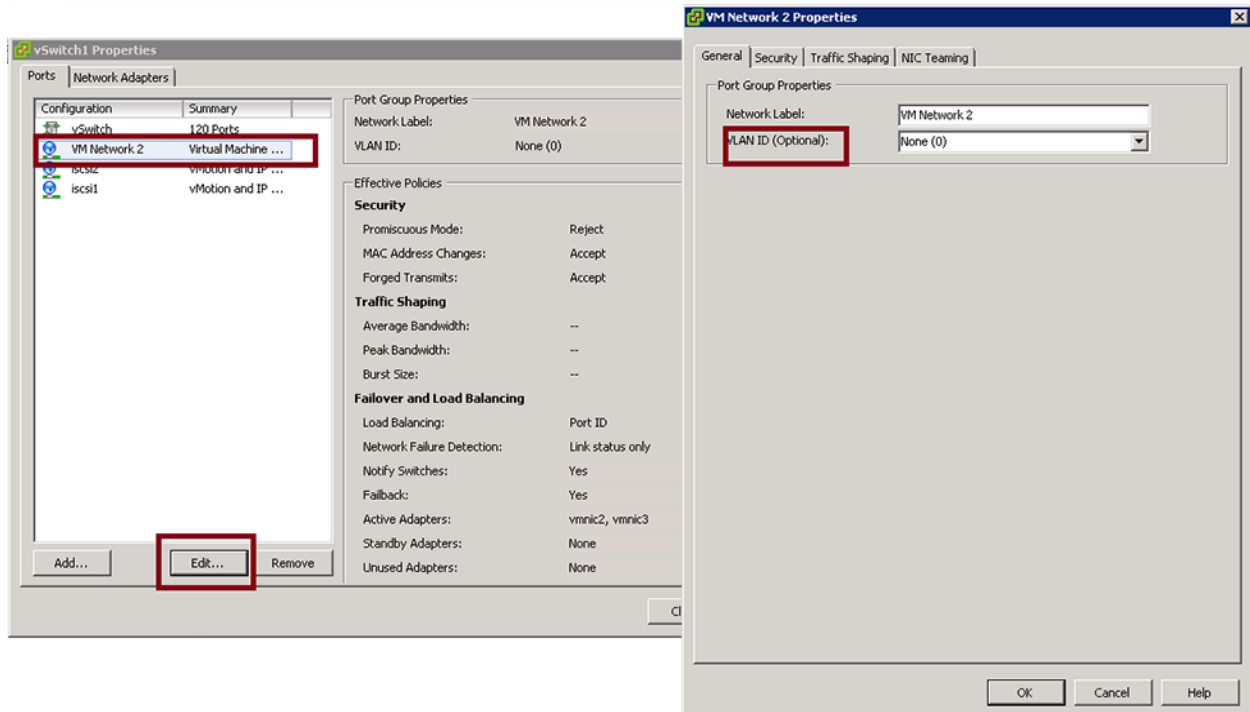 vSwitch1 Properties
Ports
Network Adapters
Configuration
Summary
vSwitch
120 Ports
VM Network 2
Virtual Machine ...
iscsi2
vMotion and IP ...
iscsi1
vMotion and IP ...
Add...
Edit...
Remove
Port Group Properties
Network Label:
VM Network 2
VLAN ID:
None (0)
Effective Policies
Security
Promiscuous Mode:
Reject
MAC Address Changes:
Accept
Forged Transmits:
Accept
Traffic Shaping
Average Bandwidth:
--
Peak Bandwidth:
--
Burst Size:
--
Failover and Load Balancing
Load Balancing:
Port ID
Network Failure Detection:
Link status only
Notify Switches:
Yes
Failback:
Yes
Active Adapters:
vmnic2, vmnic3
Standby Adapters:
None
Unused Adapters:
None
VM Network 2 Properties
General
Security
Traffic Shaping
NIC Teaming
Port Group Properties
Network Label:
VM Network 2
VLAN ID (Optional):
None (0)
OK
Cancel
Help